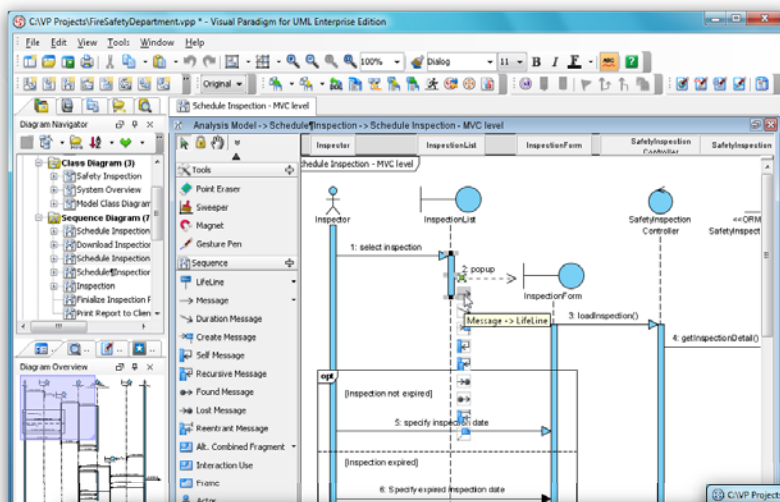 C:\VP Projects\FireSafetyDepartment.vpp * - Visual Paradigm for UML Enterprise Edition
File Edit View Tools Window Help
100% Dialog 11 B I
Original
Schedule Inspection - MVC level
Diagram Navigator
Analysis Model -> Schedule¶Inspection -> Schedule Inspection - MVC level
Inspector InspectionList InspectionForm SafetyInspection Controller SafetyInspection
Class Diagram (3)
Safety Inspection
System Overview
Model Class Diagram
Sequence Diagram (7
Schedule Inspection
Download Inspection
Schedule Inspection
Schedule¶Inspection
Inspection
Finialize Inspection F
Print Report to Clien
Diagram Overview
Tools
Point Eraser
Sweeper
Magnet
Gesture Pen
Sequence
LifeLine
Message
Duration Message
Create Message
Self Message
Recursive Message
Found Message
Lost Message
Reentrant Message
Alt. Combined Fragment
Interaction Use
Frame
Actor
chedule Inspection - MVC level
Inspector
InspectionList
SafetyInspection
Controller
<<ORM
SafetyInspect
1: select inspection
2: popup
InspectionForm
Message -> LifeLine
3: loadInspection()
4: getInspectionDetail()
opt
[Inspection not expired]
5: specify inspection date
[Inspection expired]
6: Specify expired inspection date
C:\VP Projects